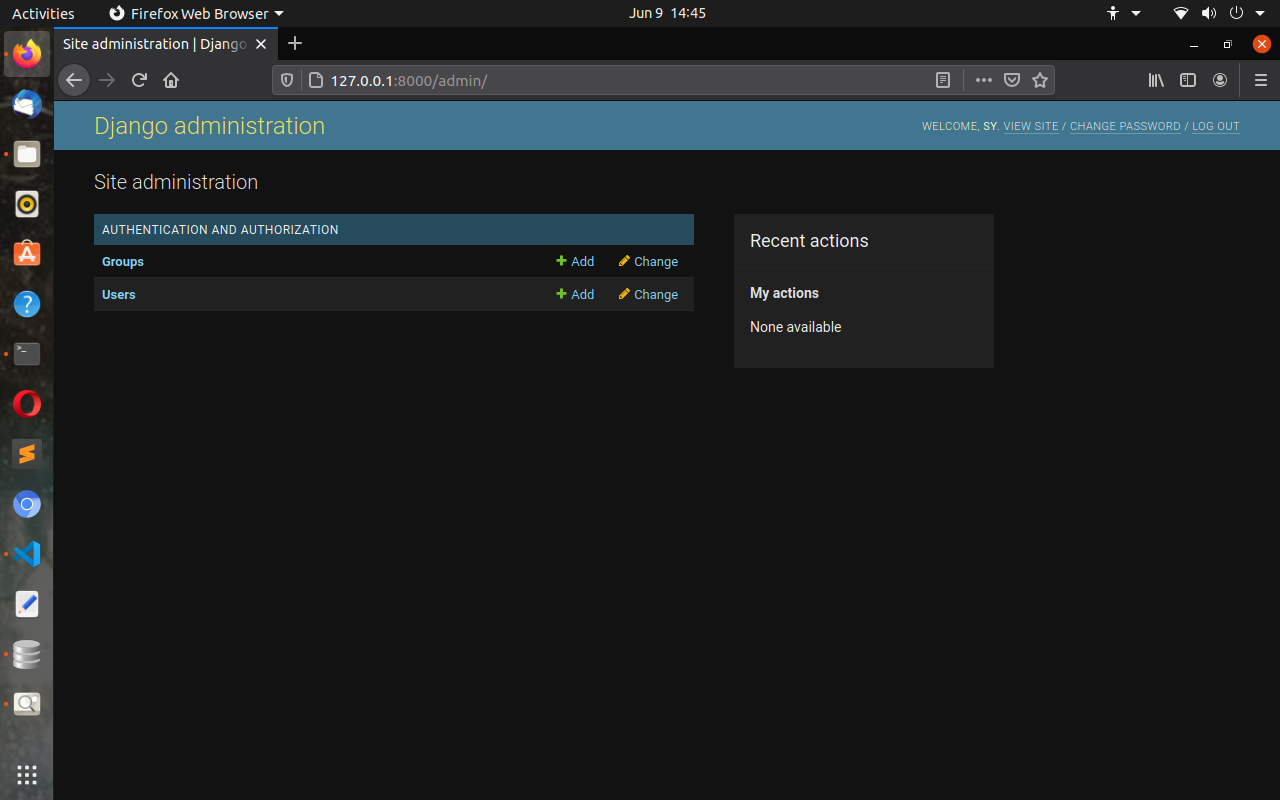 Activities Firefox Web Browser Jun 9 14:45
Site administration | Django
127.0.0.1:8000/admin/
Django administration WELCOME, SY. VIEW SITE / CHANGE PASSWORD / LOG OUT
Site administration
AUTHENTICATION AND AUTHORIZATION
Groups Add Change
Users Add Change
Recent actions
My actions
None available